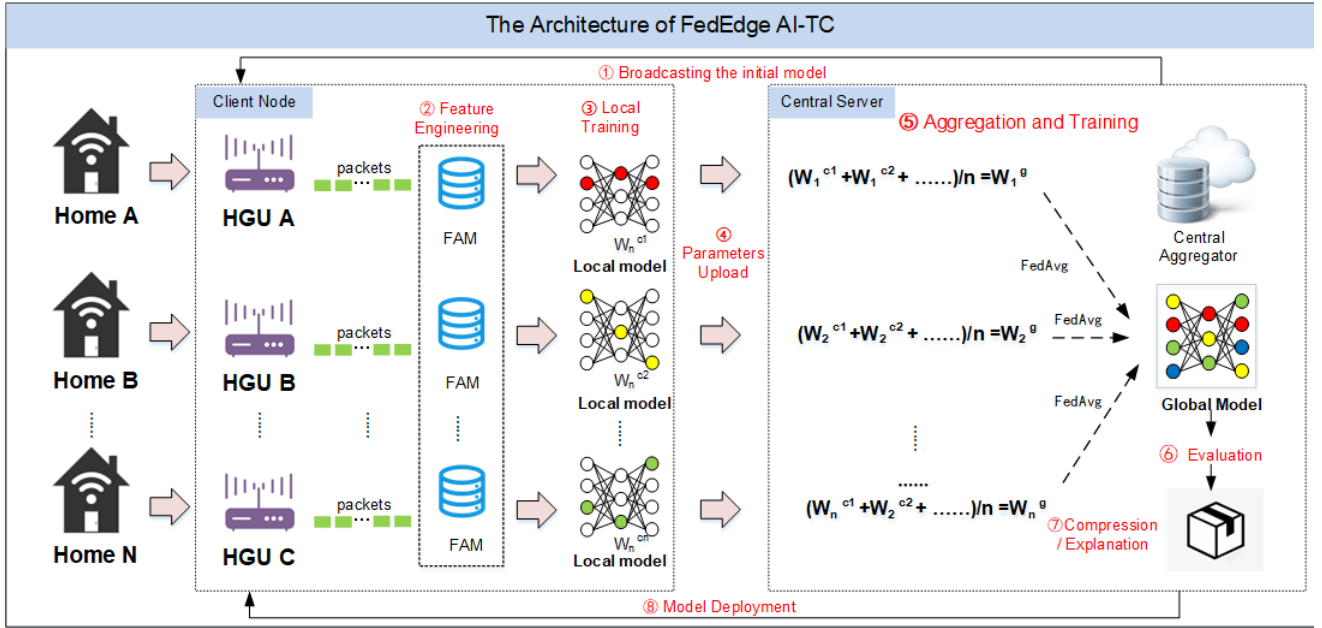 The Architecture of FedEdge AI-TC
① Broadcasting the initial model
Client Node
② Feature
Engineering
③ Local
Training
Central Server
⑤ Aggregation and Training
Home A
HGU A
packets
FAM
Wₙ ᶜ¹
Local model
④
Parameters
Upload
(W₁ ᶜ¹ +W₁ ᶜ² + ……)/n =W₁ ᵍ
FedAvg
Central
Aggregator
Home B
HGU B
packets
FAM
Wₙ ᶜ²
Local model
(W₂ ᶜ¹+W₂ ᶜ² + ……)/n =W₂ ᵍ
FedAvg
FedAvg
Global Model
⑥ Evaluation
Home N
HGU C
packets
FAM
Wₙ ᶜⁿ
Local model
……
(Wₙ ᶜ¹ +W₂ ᶜ² + ……)/n =Wₙ ᵍ
⑦Compression
/ Explanation
⑧ Model Deployment